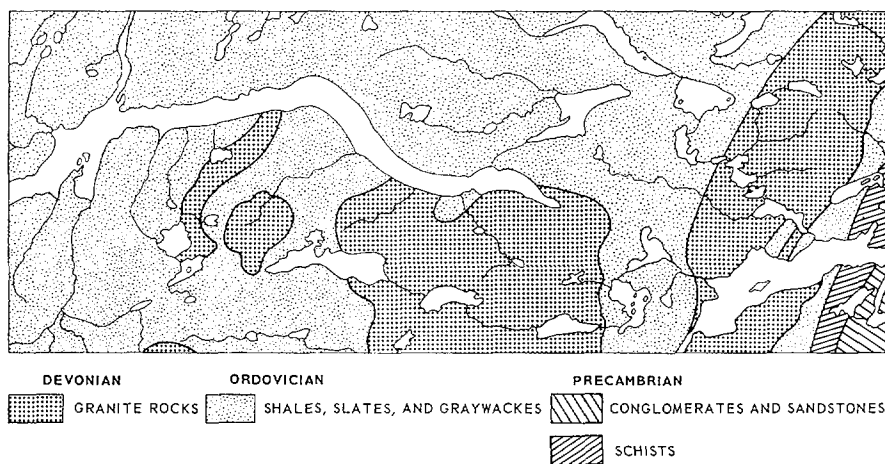 DEVONIAN ORDOVICIAN PRECAMBRIAN
GRANITE ROCKS SHALES, SLATES, AND GRAYWACKES CONGLOMERATES AND SANDSTONES
SCHISTS